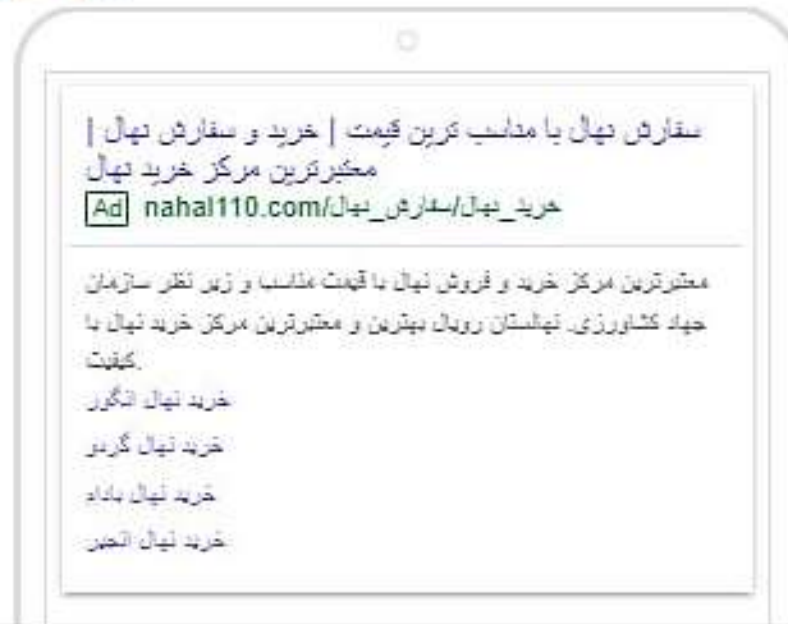 سفارش نهال با مناسب ترین قیمت | خرید و سفارش نهال |
معتبرترین مرکز خرید نهال
Ad nahal110.com/خرید_نهال/سفارش_نهال
معتبرترین مرکز خرید و فروش نهال با قیمت مناسب و زیر نظر سازمان
جهاد کشاورزی. نهالستان رویال بهترین و معتبرترین مرکز خرید نهال با
کیفیت.
خرید نهال انگور
خرید نهال گردو
خرید نهال بادام
خرید نهال انجیر